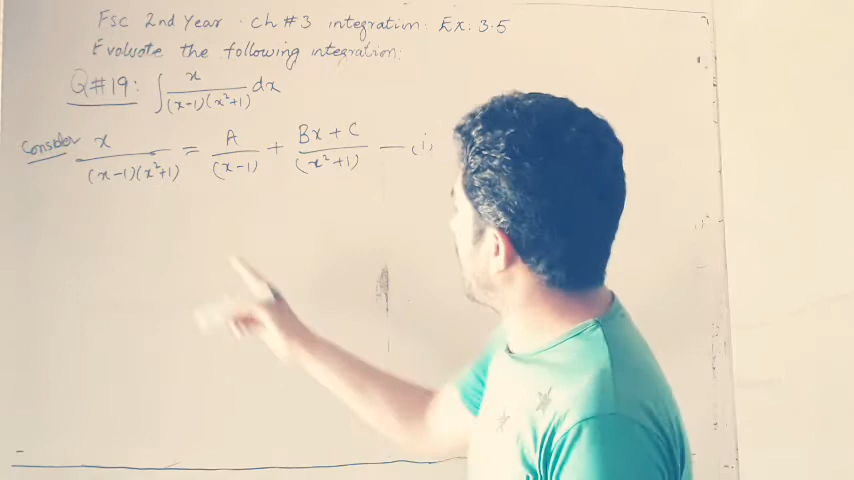 Fsc 2nd Year . Ch # 3 integration: Ex: 3.5
Evaluate the following integration:
Q#19: ∫ x/((x-1)(x²+1)) dx
Consider x/((x-1)(x²+1)) = A/(x-1) + (Bx+C)/(x²+1) — (i)